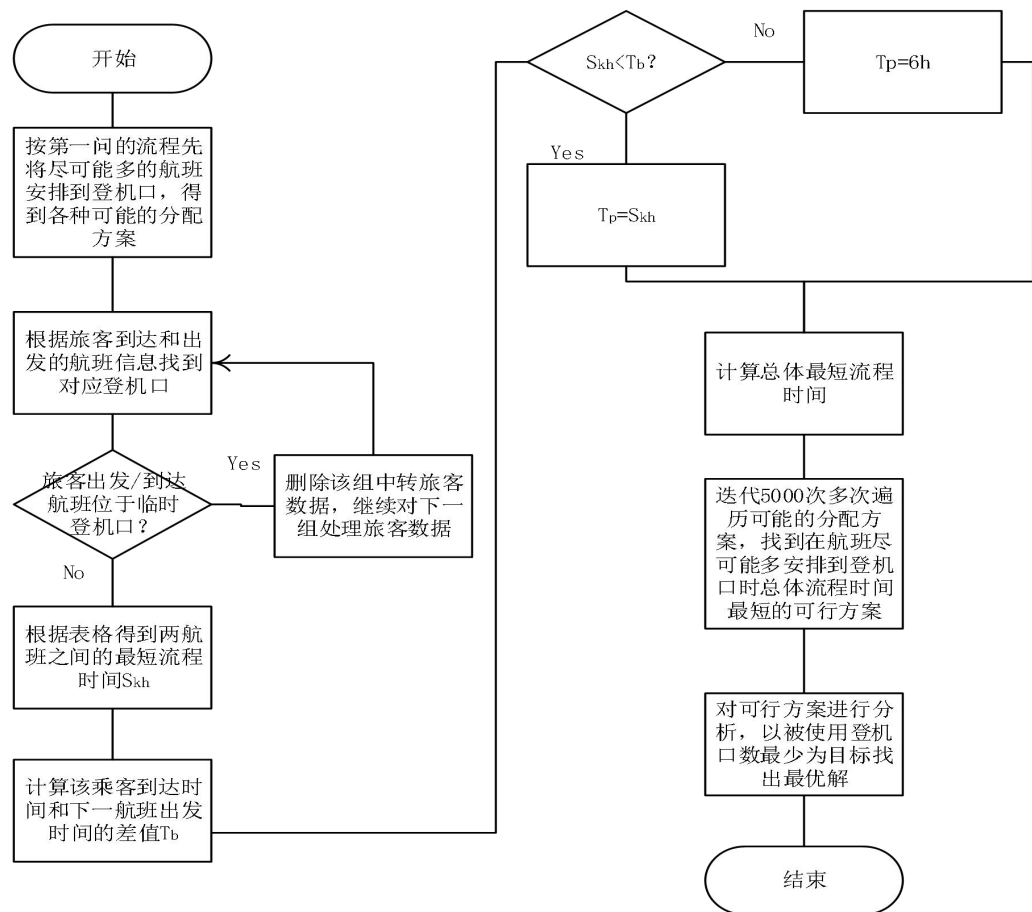 开始
按第一问的流程先
将尽可能多的航班
安排到登机口，得
到各种可能的分配
方案
根据旅客到达和出
发的航班信息找到
对应登机口
旅客出发/到达
航班位于临时
登机口？
Yes
删除该组中转旅客
数据，继续对下一
组处理旅客数据
No
根据表格得到两航
班之间的最短流程
时间Skh
计算该乘客到达时
间和下一航班出发
时间的差值Tb
Skh<Tb？
No
Tp=6h
Yes
Tp=Skh
计算总体最短流程
时间
迭代5000次多次遍
历可能的分配方
案，找到在航班尽
可能多安排到登机
口时总体流程时间
最短的可行方案
对可行方案进行分
析，以被使用登机
口数最少为目标找
出最优解
结束